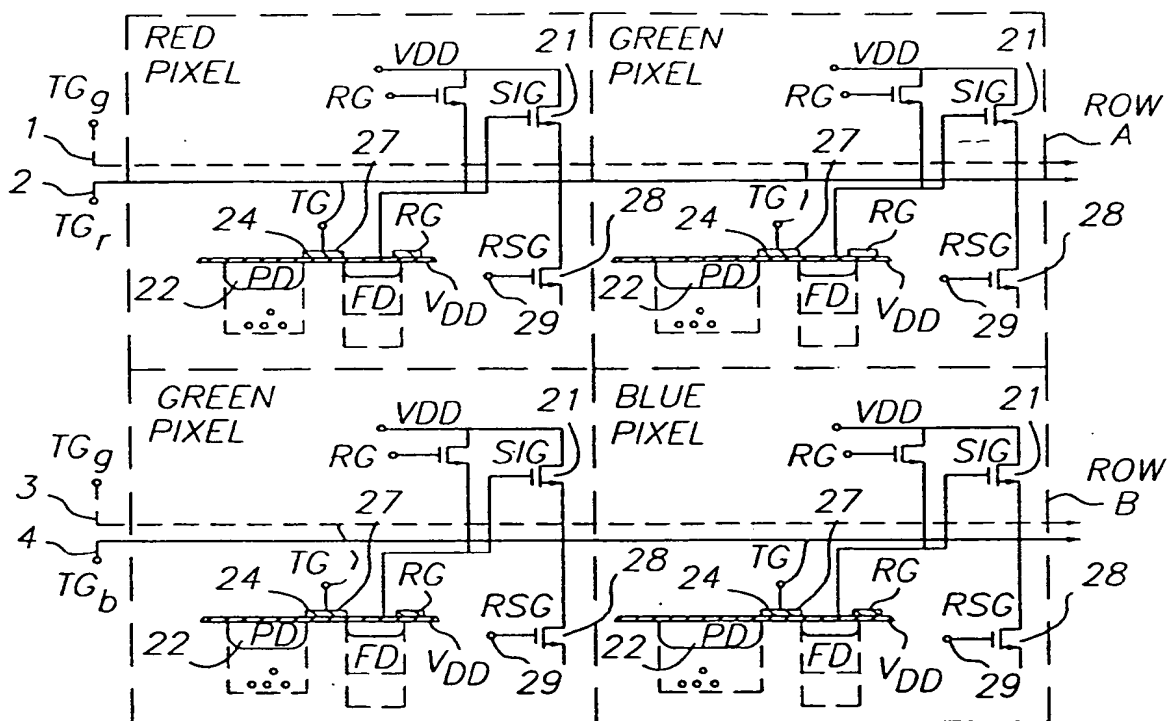 RED PIXEL
VDD
21
RG
SIG
GREEN PIXEL
VDD
21
RG
SIG
ROW A
TGg
1
2
TGr
27
TG
24
RG
28
RSG
PD
22
FD
VDD
29
27
TG
24
RG
28
RSG
PD
22
FD
VDD
29
GREEN PIXEL
VDD
21
RG
SIG
BLUE PIXEL
VDD
21
RG
SIG
ROW B
TGg
3
4
TGb
27
TG
24
RG
28
RSG
PD
22
FD
VDD
29
27
TG
24
RG
28
RSG
PD
22
FD
VDD
29